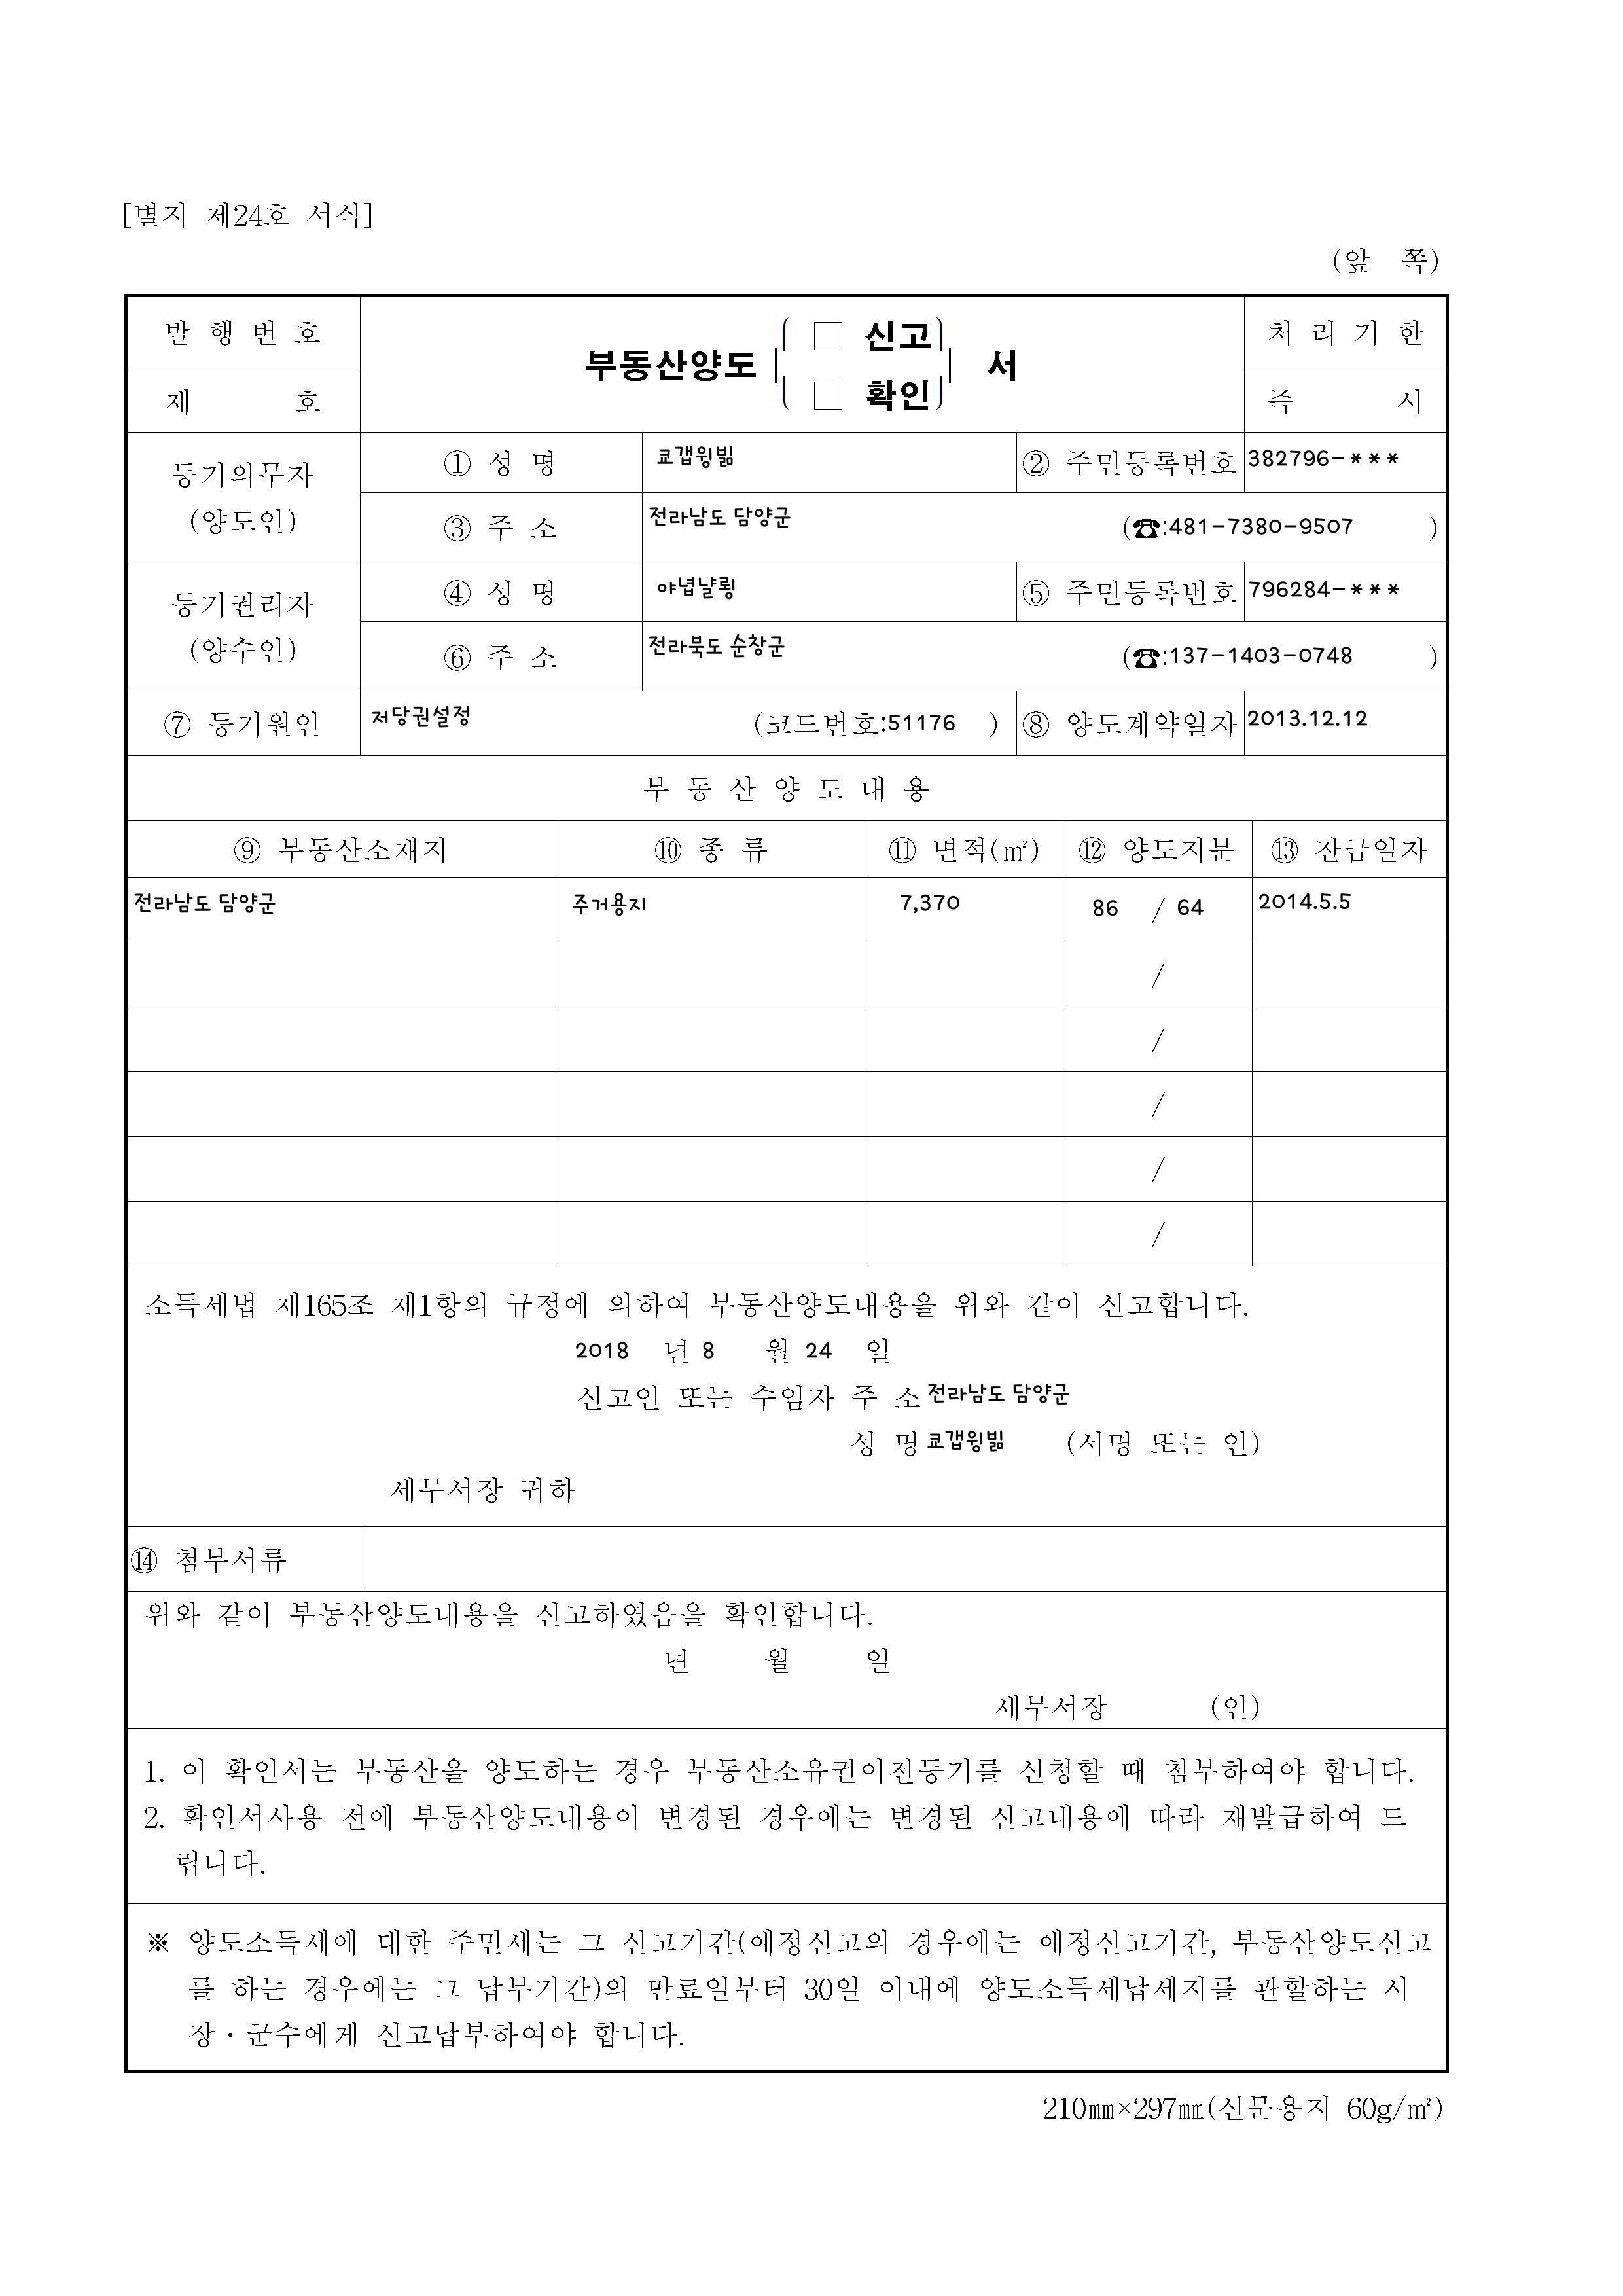 [별지 제24호 서식]
(앞 쪽)
발 행 번 호
제 호
부동산양도 □ 신고 □ 확인 서
처 리 기 한
즉 시
등기의무자
(양도인)
① 성 명 쿄갭윙빏 ② 주민등록번호 382796-***
③ 주 소 전라남도 담양군 (☎:481-7380-9507 )
등기권리자
(양수인)
④ 성 명 야녑냘룅 ⑤ 주민등록번호 796284-***
⑥ 주 소 전라북도 순창군 (☎:137-1403-0748 )
⑦ 등기원인 저당권설정 (코드번호:51176 ) ⑧ 양도계약일자 2013.12.12
부 동 산 양 도 내 용
⑨ 부동산소재지 ⑩ 종 류 ⑪ 면적(㎡) ⑫ 양도지분 ⑬ 잔금일자
전라남도 담양군 주거용지 7,370 86 / 64 2014.5.5
/
/
/
/
/
소득세법 제165조 제1항의 규정에 의하여 부동산양도내용을 위와 같이 신고합니다.
2018 년 8 월 24 일
신고인 또는 수임자 주 소 전라남도 담양군
성 명 쿄갭윙빏 (서명 또는 인)
세무서장 귀하
⑭ 첨부서류
위와 같이 부동산양도내용을 신고하였음을 확인합니다.
년 월 일
세무서장 (인)
1. 이 확인서는 부동산을 양도하는 경우 부동산소유권이전등기를 신청할 때 첨부하여야 합니다.
2. 확인서사용 전에 부동산양도내용이 변경된 경우에는 변경된 신고내용에 따라 재발급하여 드
립니다.
※ 양도소득세에 대한 주민세는 그 신고기간(예정신고의 경우에는 예정신고기간, 부동산양도신고
를 하는 경우에는 그 납부기간)의 만료일부터 30일 이내에 양도소득세납세지를 관할하는 시
장·군수에게 신고납부하여야 합니다.
210㎜×297㎜(신문용지 60g/㎡)